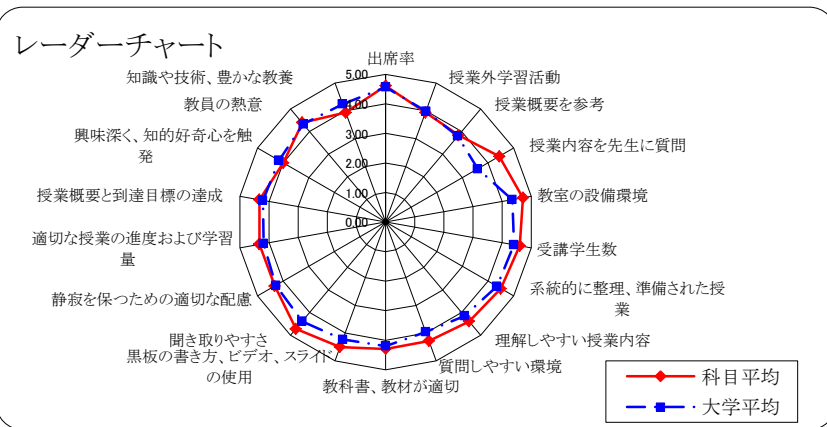 レーダーチャート
出席率
授業外学習活動
授業概要を参考
授業内容を先生に質問
教室の設備環境
受講学生数
系統的に整理、準備された授
業
理解しやすい授業内容
質問しやすい環境
教科書、教材が適切
黒板の書き方、ビデオ、スライド
の使用
聞き取りやすさ
静寂を保つための適切な配慮
適切な授業の進度および学習
量
授業概要と到達目標の達成
興味深く、知的好奇心を触
発
教員の熱意
知識や技術、豊かな教養
5.00
4.00
3.00
2.00
1.00
0.00
科目平均
大学平均